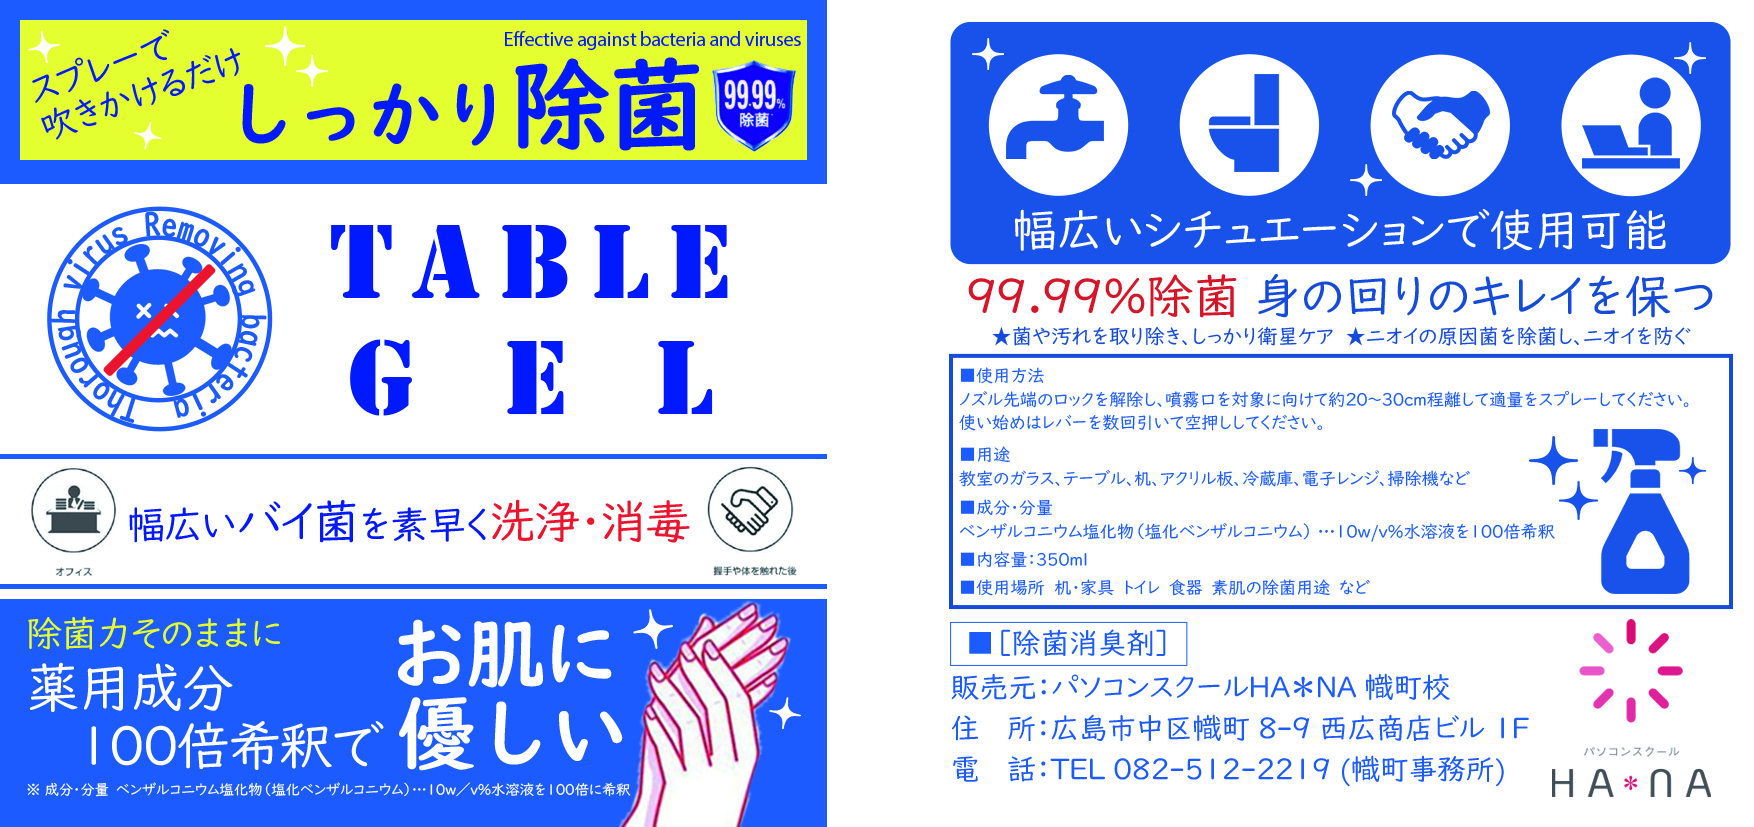 スプレーで
吹きかけるだけ
Effective against bacteria and viruses
しっかり除菌
99.99%
除菌
Thorough virus Removing bacteria
TABLE
GEL
オフィス
幅広いバイ菌を素早く洗浄・消毒
握手や体を触れた後
除菌力そのままに
薬用成分
100倍希釈で
お肌に
優しい
※ 成分・分量 ベンザルコニウム塩化物（塩化ベンザルコニウム）…10w／v%水溶液を100倍に希釈
幅広いシチュエーションで使用可能
99.99%除菌 身の回りのキレイを保つ
★菌や汚れを取り除き、しっかり衛星ケア ★ニオイの原因菌を除菌し、ニオイを防ぐ
■使用方法
ノズル先端のロックを解除し、噴霧口を対象に向けて約20～30cm程離して適量をスプレーしてください。
使い始めはレバーを数回引いて空押ししてください。
■用途
教室のガラス、テーブル、机、アクリル板、冷蔵庫、電子レンジ、掃除機など
■成分・分量
ベンザルコニウム塩化物（塩化ベンザルコニウム）…10w/v%水溶液を100倍希釈
■内容量：350ml
■使用場所 机・家具 トイレ 食器 素肌の除菌用途 など
■［除菌消臭剤］
販売元：パソコンスクールHA＊NA 幟町校
住　所：広島市中区幟町 8-9 西広商店ビル 1F
電　話：TEL 082-512-2219 (幟町事務所)
パソコンスクール
HA*NA